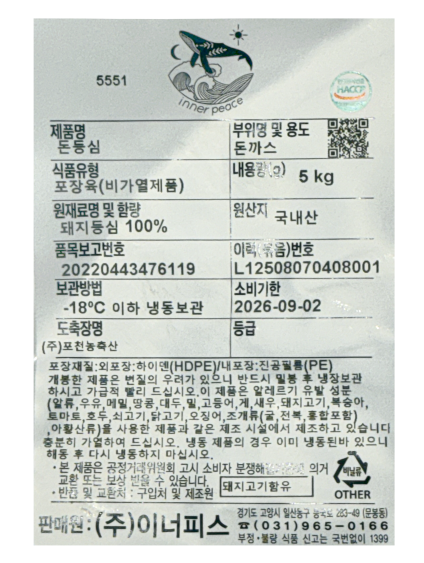 5551
inner peace
HACCP
제품명
돈등심
부위명 및 용도
돈까스
식품유형
포장육(비가열제품)
내용량(g) 5 kg
원재료명 및 함량
돼지등심 100%
원산지 국내산
품목보고번호
20220443476119
이력(묶음)번호
L12508070408001
보관방법
-18℃ 이하 냉동보관
소비기한
2026-09-02
도축장명
(주)포천농축산
등급
포장재질:외포장:하이덴(HDPE)/내포장:진공필름(PE)
개봉한 제품은 변질의 우려가 있으니 반드시 밀봉 후 냉장보관
하시고 가급적 빨리 드십시오.이 제품은 알레르기 유발 성분
(알류,우유,메밀,땅콩,대두,밀,고등어,게,새우,돼지고기,복숭아,
토마토,호두,쇠고기,닭고기,오징어,조개류(굴,전복,홍합포함)
,아황산류)을 사용한 제품과 같은 제조 시설에서 제조하고 있습니다
충분히 가열하여 드십시오. 냉동 제품의 경우 이미 냉동된바 있으니
해동 후 다시 냉동하지 마십시오.
· 본 제품은 공정거래위원회 고시 소비자 분쟁해 의거
교환 또는 보상 받을 수 있습니다.
· 반품 및 교환처 : 구입처 및 제조원
돼지고기함유
비닐류
OTHER
판매원:(주)이너피스
경기도 고양시 일산동구 283-49 (문봉동)
☎(031)965-0166
부정·불량 식품 신고는 국번없이 1399